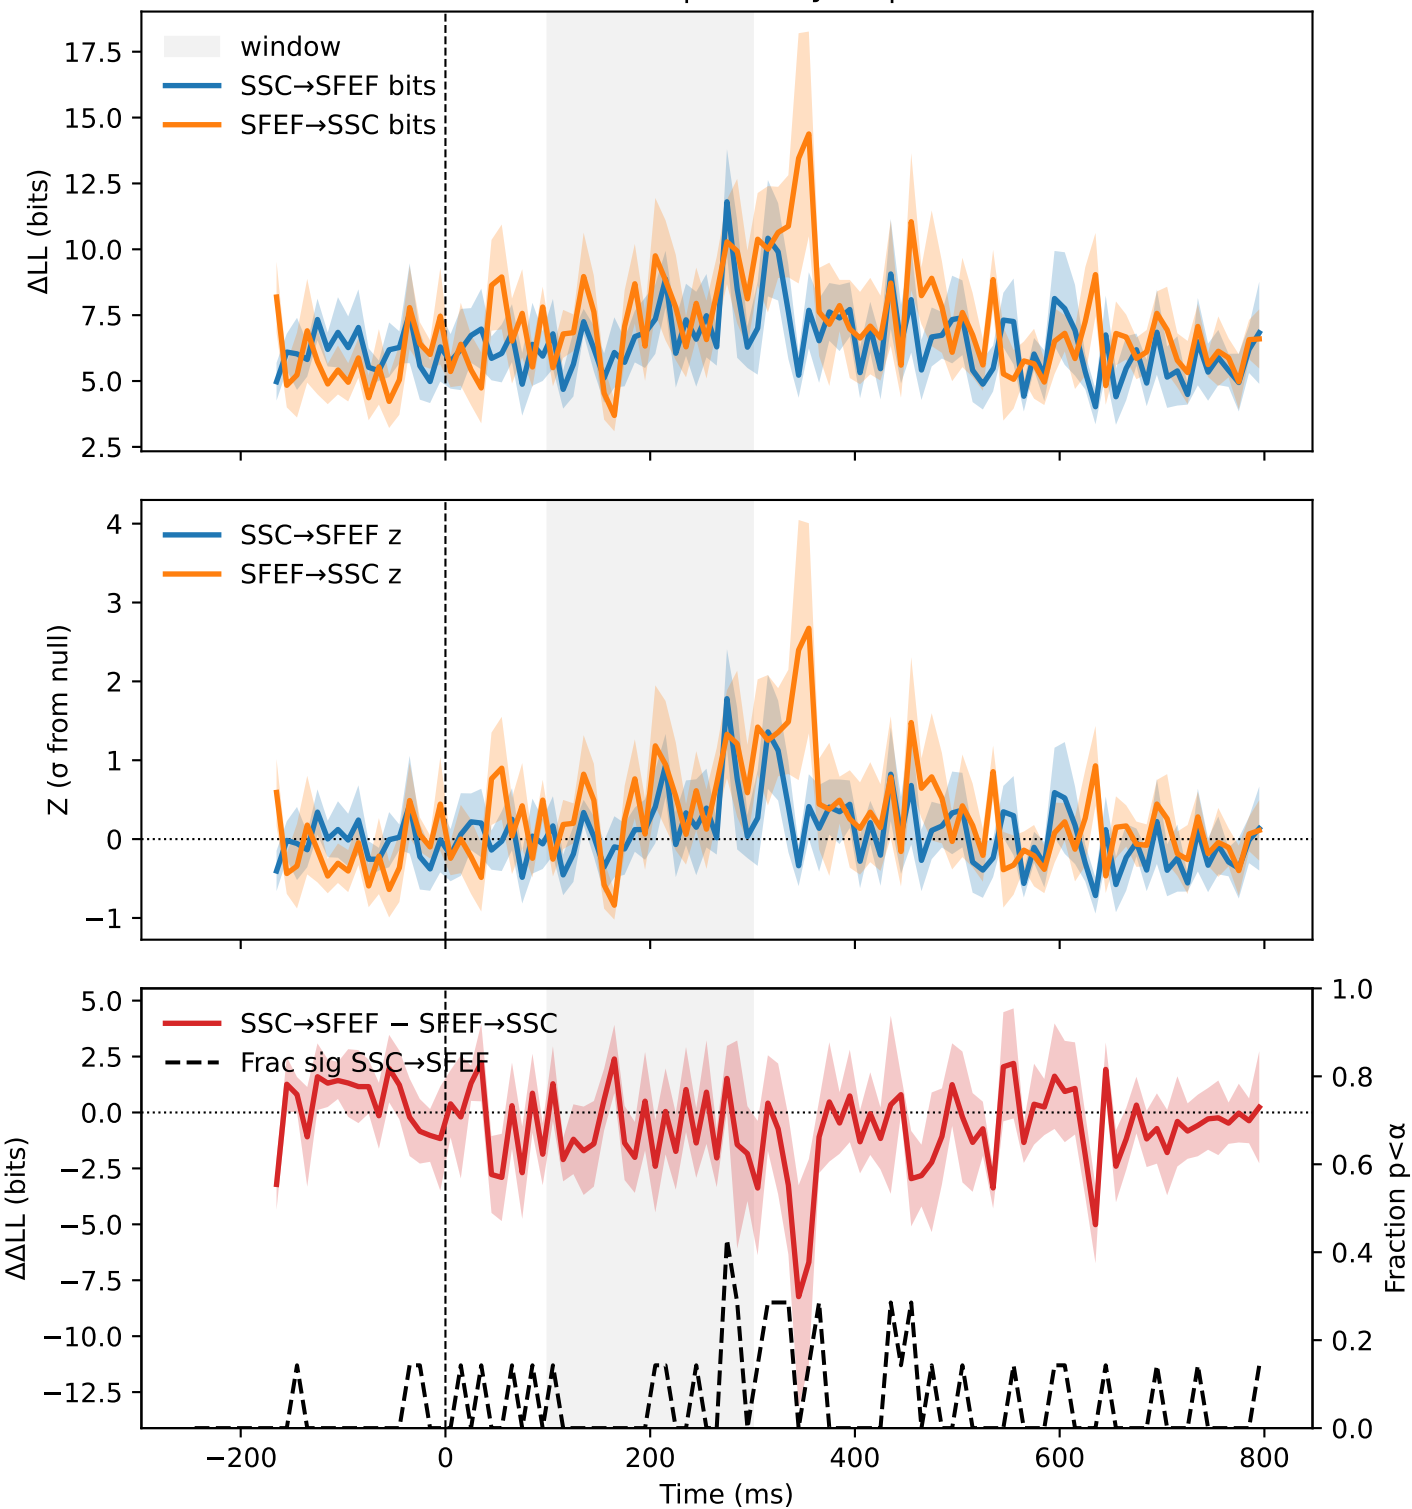 window
SSC→SFEF bits
SFEF→SSC bits
ΔLL (bits)
17.5
15.0
12.5
10.0
7.5
5.0
2.5
SSC→SFEF z
SFEF→SSC z
Z (σ from null)
4
3
2
1
0
−1
SSC→SFEF − SFEF→SSC
Frac sig SSC→SFEF
ΔΔLL (bits)
5.0
2.5
0.0
−2.5
−5.0
−7.5
−10.0
−12.5
1.0
0.8
0.6
0.4
0.2
0.0
Fraction p<α
−200 0 200 400 600 800
Time (ms)